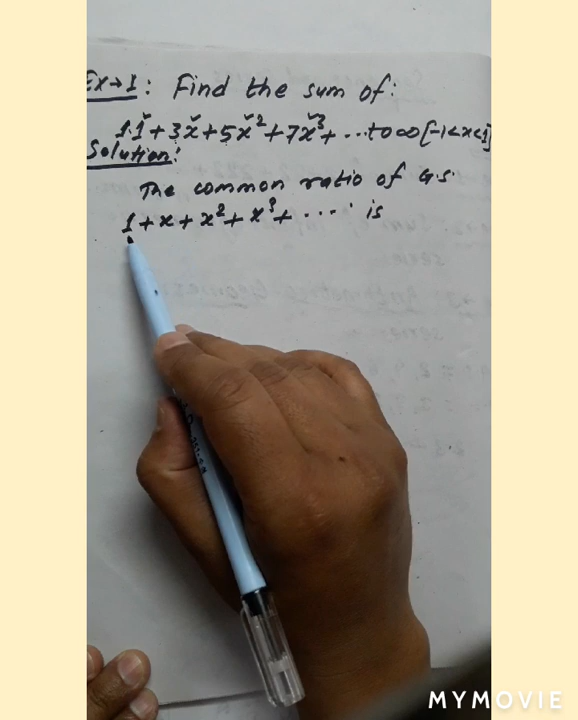 Ex→1: Find the sum of:
1.1+3x+5x²+7x³+...to∞[-1<x<1]
Solution:
The common ratio of G.S
1+x+x²+x³+.... is
MYMOVIE